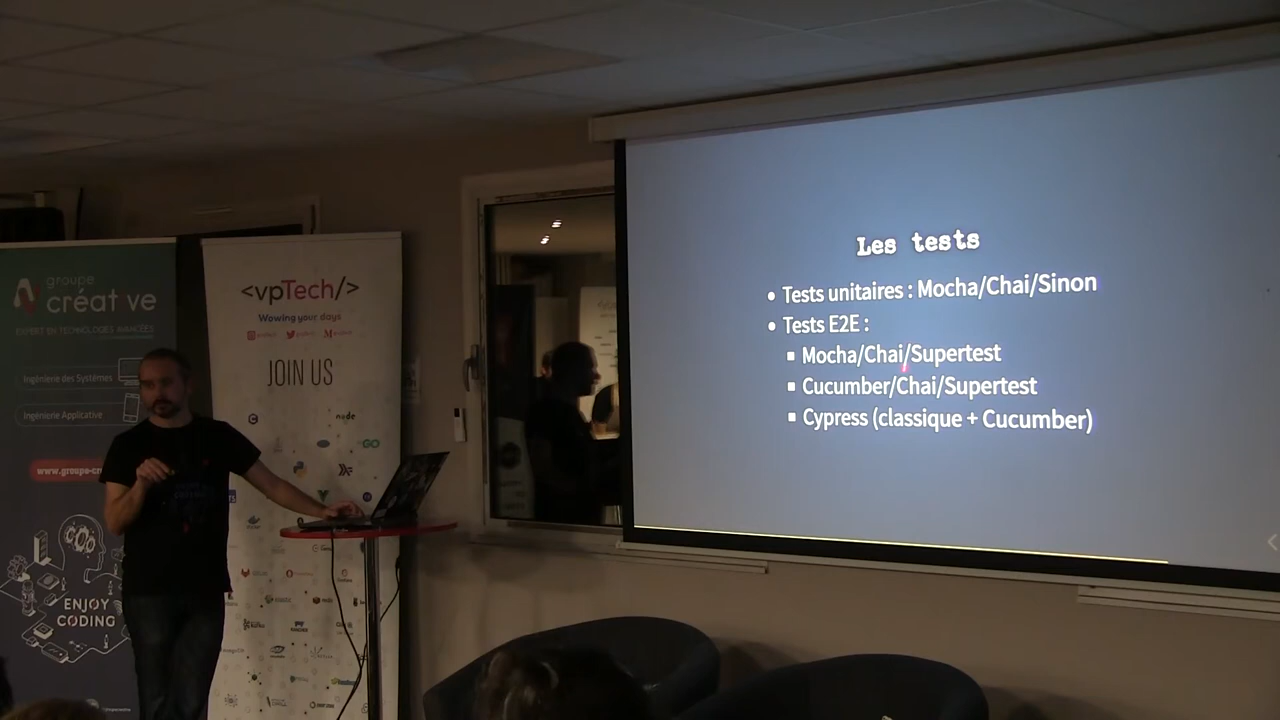 Les tests
• Tests unitaires : Mocha/Chai/Sinon
• Tests E2E :
▪ Mocha/Chai/Supertest
▪ Cucumber/Chai/Supertest
▪ Cypress (classique + Cucumber)
groupe
créative
EXPERT EN TECHNOLOGIES AVANCÉES
Ingénierie des Systèmes
Ingénierie Applicative
ENJOY
CODING
<vpTech/>
Wowing your days
JOIN US
node
GO